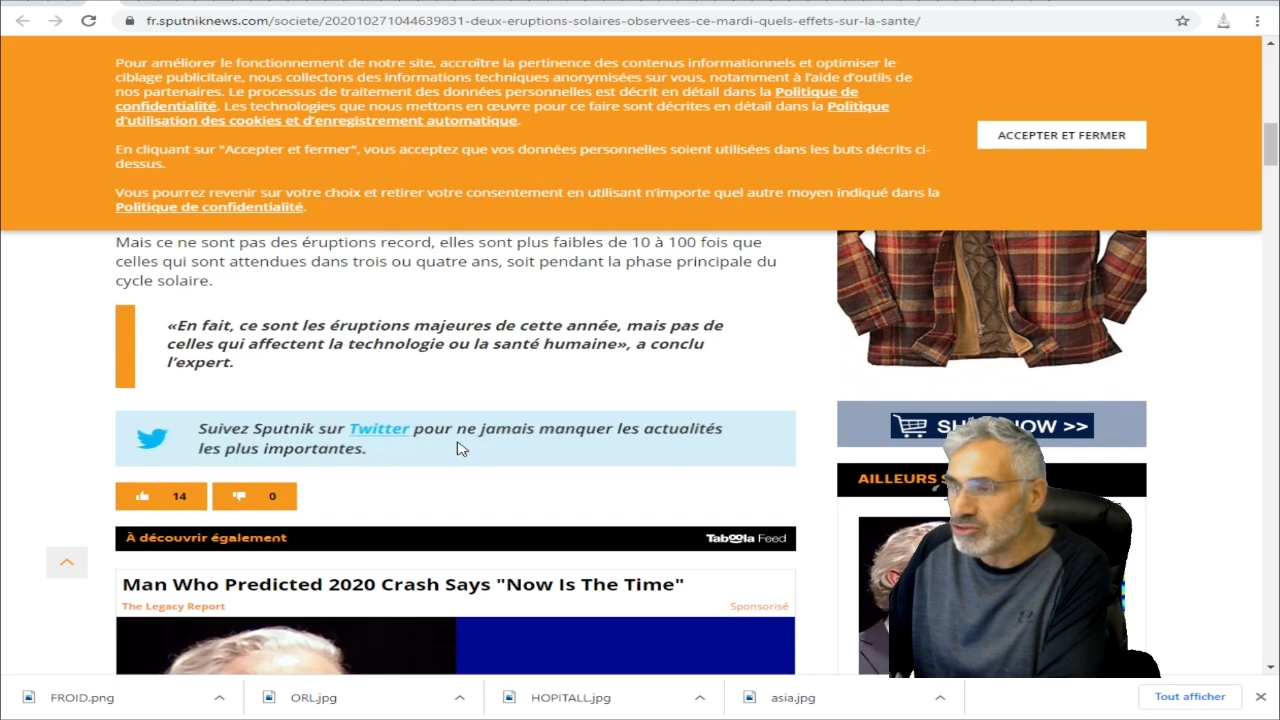 fr.sputniknews.com/societe/202010271044639831-deux-eruptions-solaires-observees-ce-mardi-quels-effets-sur-la-sante/
Pour améliorer le fonctionnement de notre site, accroître la pertinence des contenus informationnels et optimiser le
ciblage publicitaire, nous collectons des informations techniques anonymisées sur vous, notamment à l'aide d'outils de
nos partenaires. Le processus de traitement des données personnelles est décrit en détail dans la Politique de
confidentialité. Les technologies que nous mettons en œuvre pour ce faire sont décrites en détail dans la Politique
d'utilisation des cookies et d'enregistrement automatique.
En cliquant sur "Accepter et fermer", vous acceptez que vos données personnelles soient utilisées dans les buts décrits ci-
dessus.
Vous pourrez revenir sur votre choix et retirer votre consentement en utilisant n'importe quel autre moyen indiqué dans la
Politique de confidentialité.
ACCEPTER ET FERMER
Mais ce ne sont pas des éruptions record, elles sont plus faibles de 10 à 100 fois que
celles qui sont attendues dans trois ou quatre ans, soit pendant la phase principale du
cycle solaire.
«En fait, ce sont les éruptions majeures de cette année, mais pas de
celles qui affectent la technologie ou la santé humaine», a conclu
l'expert.
Suivez Sputnik sur Twitter pour ne jamais manquer les actualités
les plus importantes.
14
0
À découvrir également
Taboola Feed
Man Who Predicted 2020 Crash Says "Now Is The Time"
The Legacy Report
Sponsorisé
>>
AILLEURS
FROID.png
ORL.jpg
HOPITALL.jpg
asia.jpg
Tout afficher